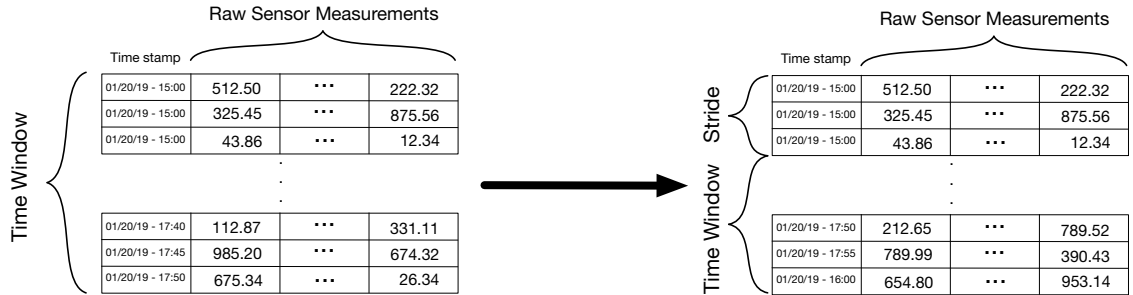 Raw Sensor Measurements
Time stamp
01/20/19 - 15:00 512.50 ... 222.32
01/20/19 - 15:00 325.45 ... 875.56
01/20/19 - 15:00 43.86 ... 12.34
.
.
.
01/20/19 - 17:40 112.87 ... 331.11
01/20/19 - 17:45 985.20 ... 674.32
01/20/19 - 17:50 675.34 ... 26.34
Time Window
Raw Sensor Measurements
Time stamp
01/20/19 - 15:00 512.50 ... 222.32
01/20/19 - 15:00 325.45 ... 875.56
01/20/19 - 15:00 43.86 ... 12.34
.
.
.
01/20/19 - 17:50 212.65 ... 789.52
01/20/19 - 17:55 789.99 ... 390.43
01/20/19 - 16:00 654.80 ... 953.14
Stride
Time Window